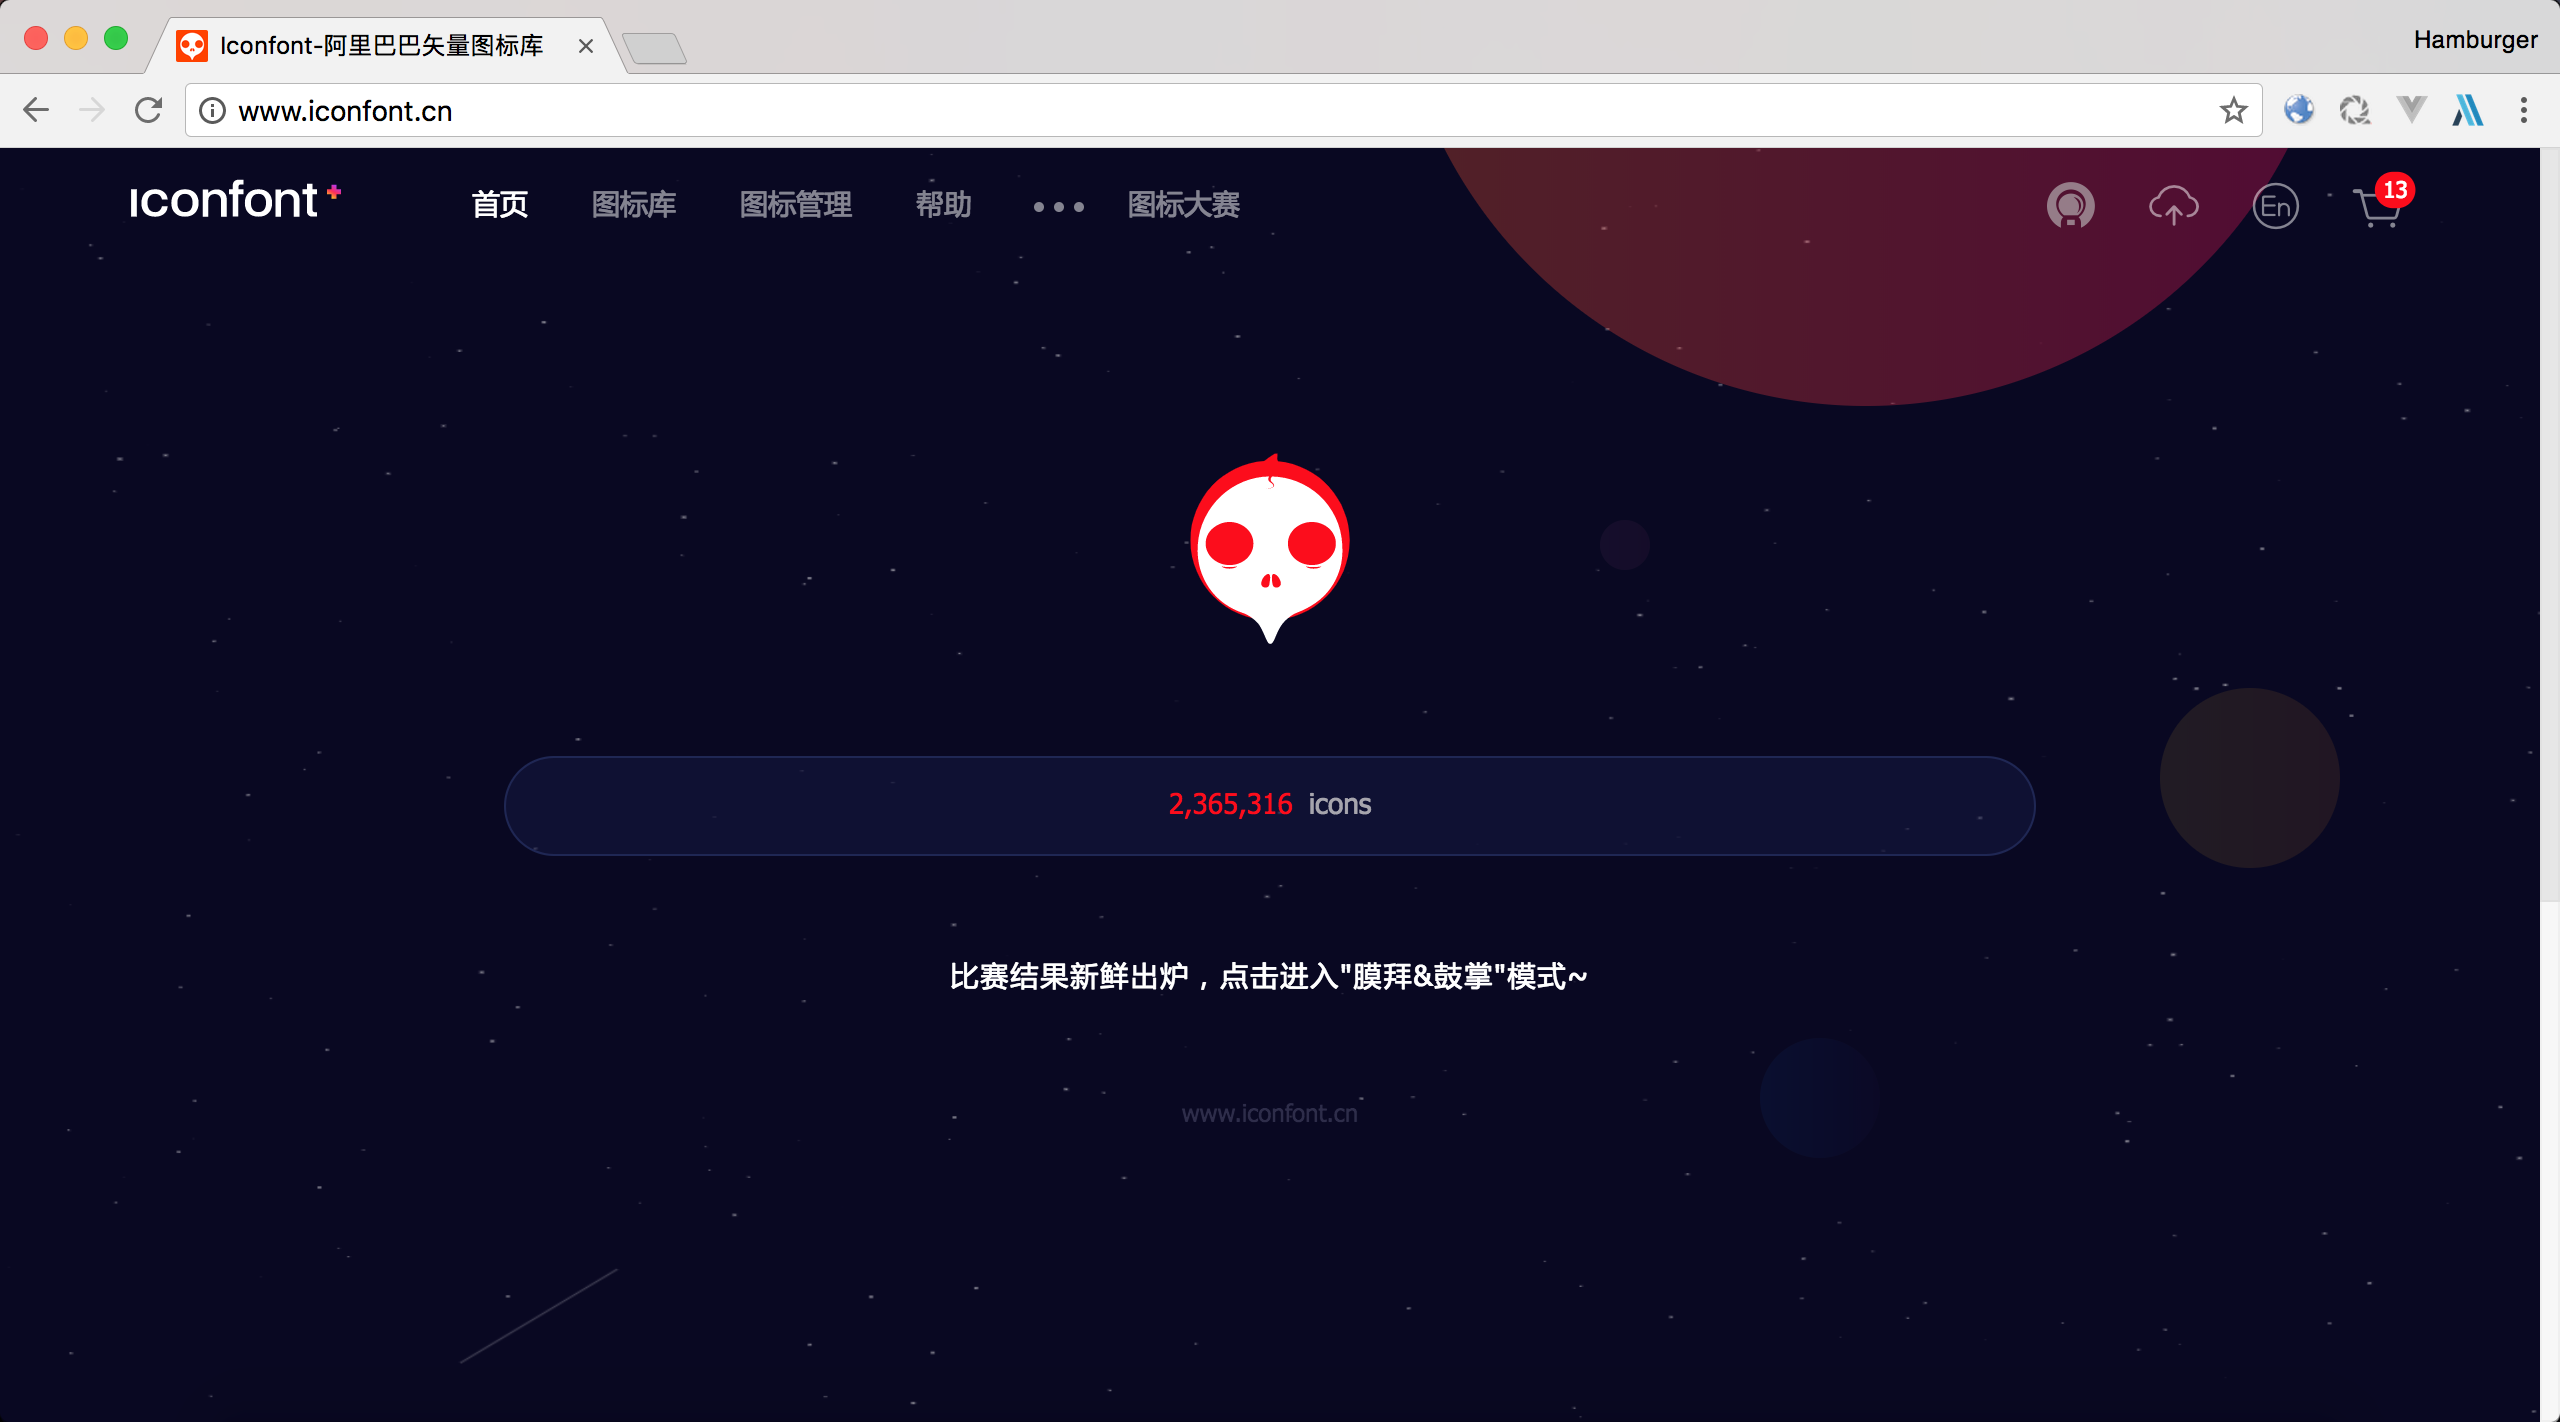 Iconfont-阿里巴巴矢量图标库
Hamburger
www.iconfont.cn
iconfont+ 首页 图标库 图标管理 帮助 ••• 图标大赛 En 13
2,365,316 icons
比赛结果新鲜出炉，点击进入"膜拜&鼓掌"模式~
www.iconfont.cn